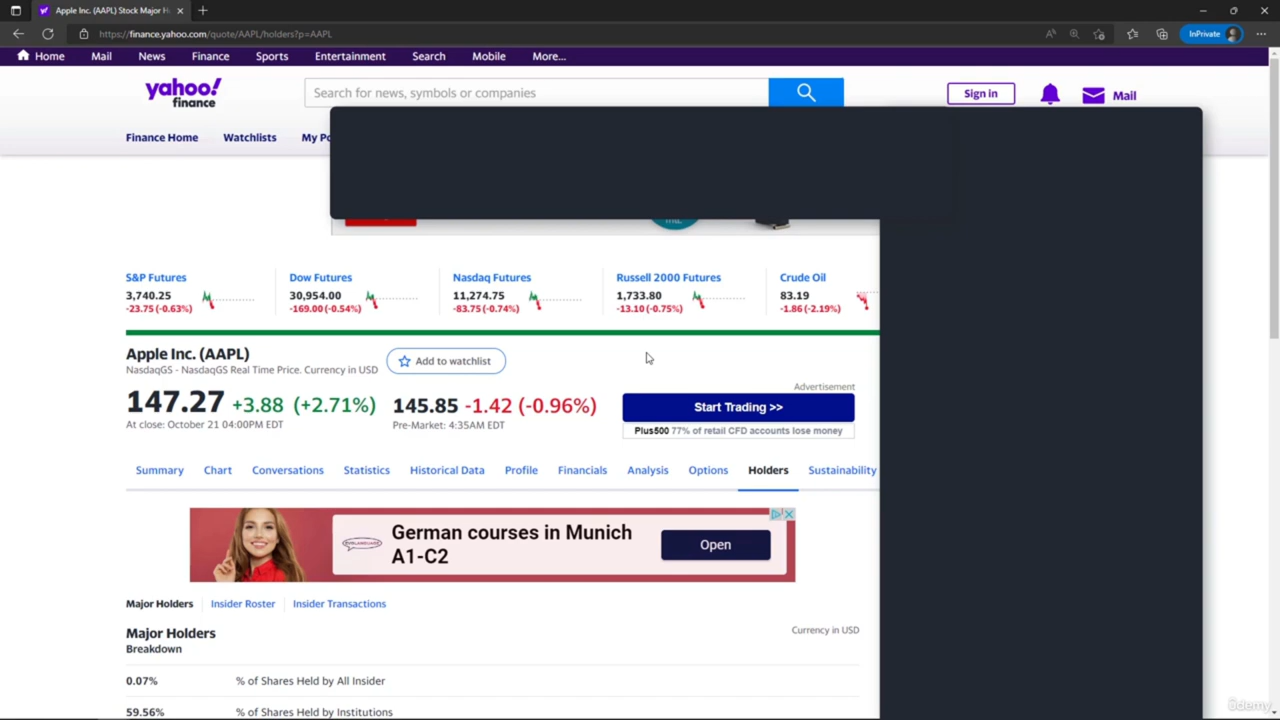 Apple Inc. (AAPL) Stock Major H
https://finance.yahoo.com/quote/AAPL/holders?p=AAPL
InPrivate
Home Mail News Finance Sports Entertainment Search Mobile More...
yahoo!
finance
Search for news, symbols or companies
Sign in
Mail
Finance Home Watchlists My Po
S&P Futures
3,740.25
-23.75 (-0.63%)
Dow Futures
30,954.00
-169.00 (-0.54%)
Nasdaq Futures
11,274.75
-83.75 (-0.74%)
Russell 2000 Futures
1,733.80
-13.10 (-0.75%)
Crude Oil
83.19
-1.86 (-2.19%)
Apple Inc. (AAPL)
NasdaqGS - NasdaqGS Real Time Price. Currency in USD
Add to watchlist
147.27 +3.88 (+2.71%)
At close: October 21 04:00PM EDT
145.85 -1.42 (-0.96%)
Pre-Market: 4:35AM EDT
Advertisement
Start Trading >>
Plus500 77% of retail CFD accounts lose money
Summary Chart Conversations Statistics Historical Data Profile Financials Analysis Options Holders Sustainability
German courses in Munich
A1-C2
Open
Major Holders Insider Roster Insider Transactions
Major Holders
Currency in USD
Breakdown
0.07% % of Shares Held by All Insider
59.56% % of Shares Held by Institutions
ûdemy